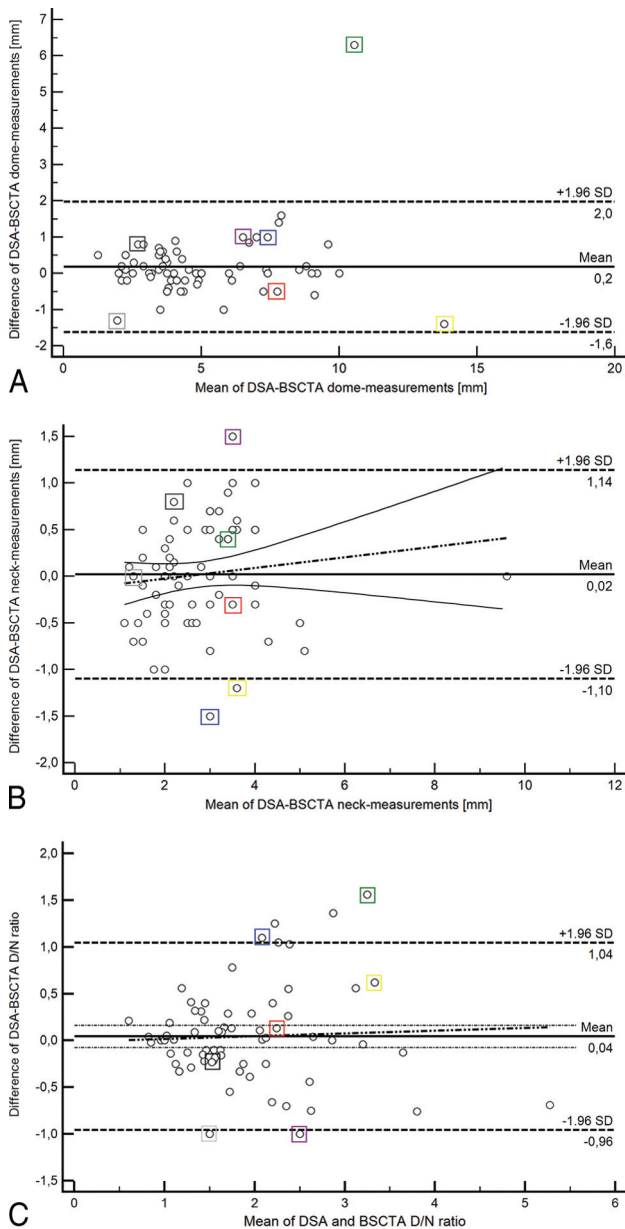 7
6
5
4
3
2
1
0
-1
-2
Difference of DSA-BSCTA dome-measurements [mm]
+1.96 SD
2,0
Mean
0,2
-1.96 SD
-1,6
0 5 10 15 20
Mean of DSA-BSCTA dome-measurements [mm]
A
1,5
1,0
0,5
0,0
-0,5
-1,0
-1,5
-2,0
Difference of DSA-BSCTA neck-measurements [mm]
+1.96 SD
1,14
Mean
0,02
-1.96 SD
-1,10
0 2 4 6 8 10 12
Mean of DSA-BSCTA neck-measurements [mm]
B
2,0
1,5
1,0
0,5
0,0
-0,5
-1,0
-1,5
Difference of DSA-BSCTA D/N ratio
+1.96 SD
1,04
Mean
0,04
-1.96 SD
-0,96
0 1 2 3 4 5 6
Mean of DSA and BSCTA D/N ratio
C